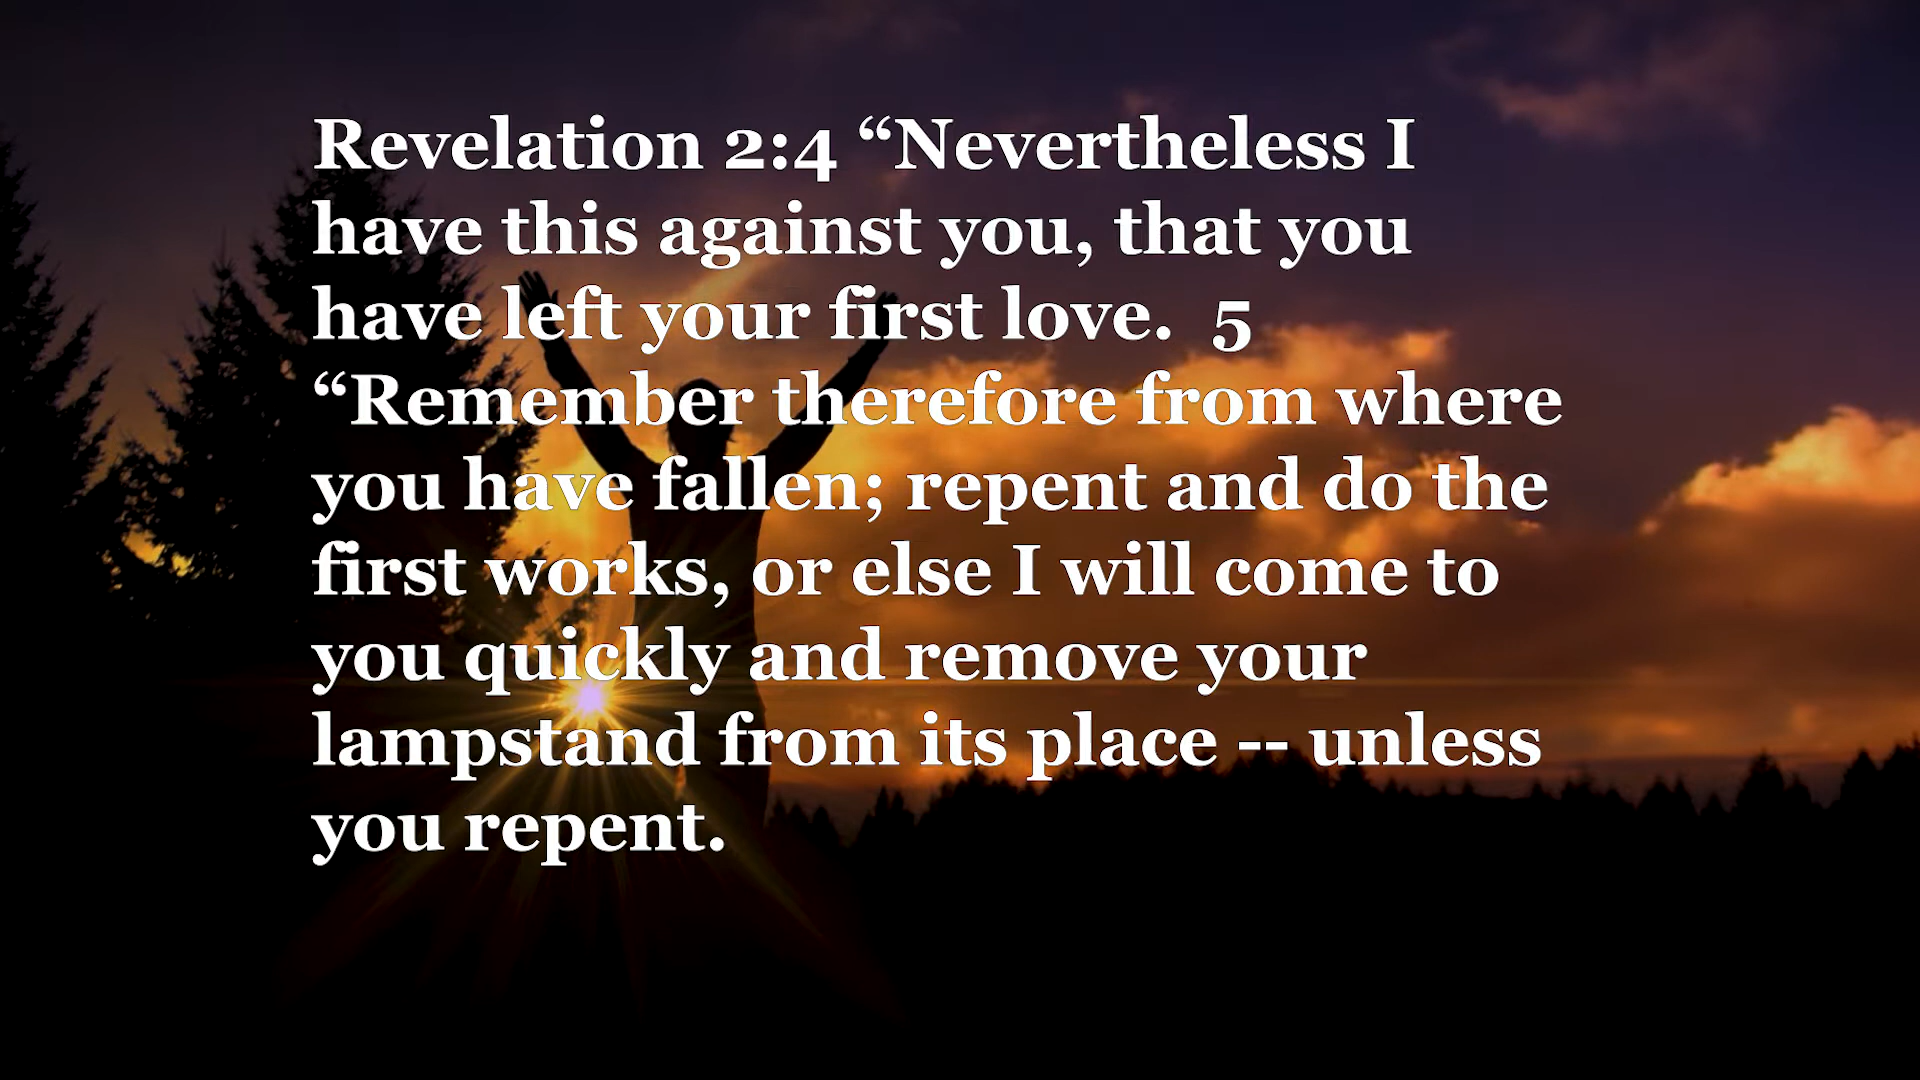 Revelation 2:4 “Nevertheless I
have this against you, that you
have left your first love.  5
“Remember therefore from where
you have fallen; repent and do the
first works, or else I will come to
you quickly and remove your
lampstand from its place -- unless
you repent.